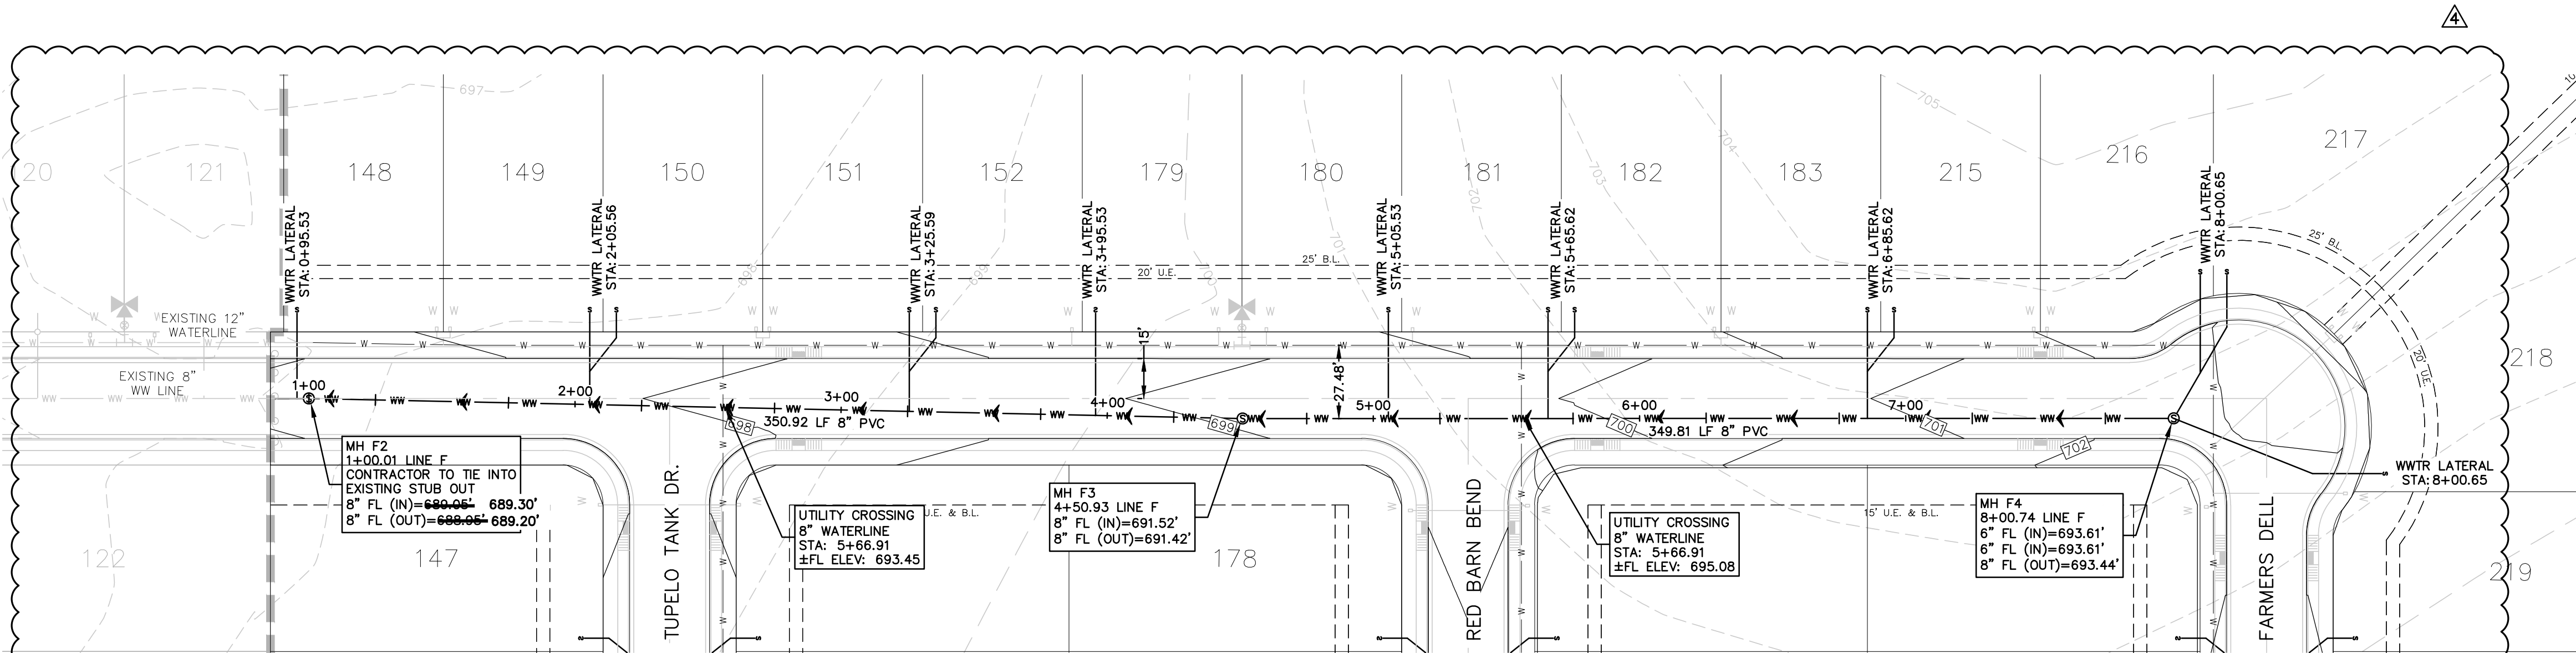 4
697
705
704
703
702
701
700
699
698
20
121
148
149
150
151
152
179
180
181
182
183
215
216
217
218
219
WWTR LATERAL
STA: 0+95.53
WWTR LATERAL
STA: 2+05.56
WWTR LATERAL
STA: 3+25.59
WWTR LATERAL
STA: 3+95.53
WWTR LATERAL
STA: 5+05.53
WWTR LATERAL
STA: 5+65.62
WWTR LATERAL
STA: 6+85.62
WWTR LATERAL
STA: 8+00.65
25' B.L.
20' U.E.
25' B.L.
20' U.E.
EXISTING 12"
WATERLINE
EXISTING 8"
WW LINE
15'
27.48'
1+00
2+00
3+00
4+00
5+00
6+00
7+00
350.92 LF 8" PVC
349.81 LF 8" PVC
698
699
700
701
702
MH F2
1+00.01 LINE F
CONTRACTOR TO TIE INTO
EXISTING STUB OUT
8" FL (IN)=689.05' 689.30'
8" FL (OUT)=688.95' 689.20'
UTILITY CROSSING
8" WATERLINE
STA: 5+66.91
±FL ELEV: 693.45
U.E. & B.L.
MH F3
4+50.93 LINE F
8" FL (IN)=691.52'
8" FL (OUT)=691.42'
UTILITY CROSSING
8" WATERLINE
STA: 5+66.91
±FL ELEV: 695.08
15' U.E. & B.L.
MH F4
8+00.74 LINE F
6" FL (IN)=693.61'
6" FL (IN)=693.61'
8" FL (OUT)=693.44'
WWTR LATERAL
STA: 8+00.65
122
147
178
TUPELO TANK DR.
RED BARN BEND
FARMERS DELL